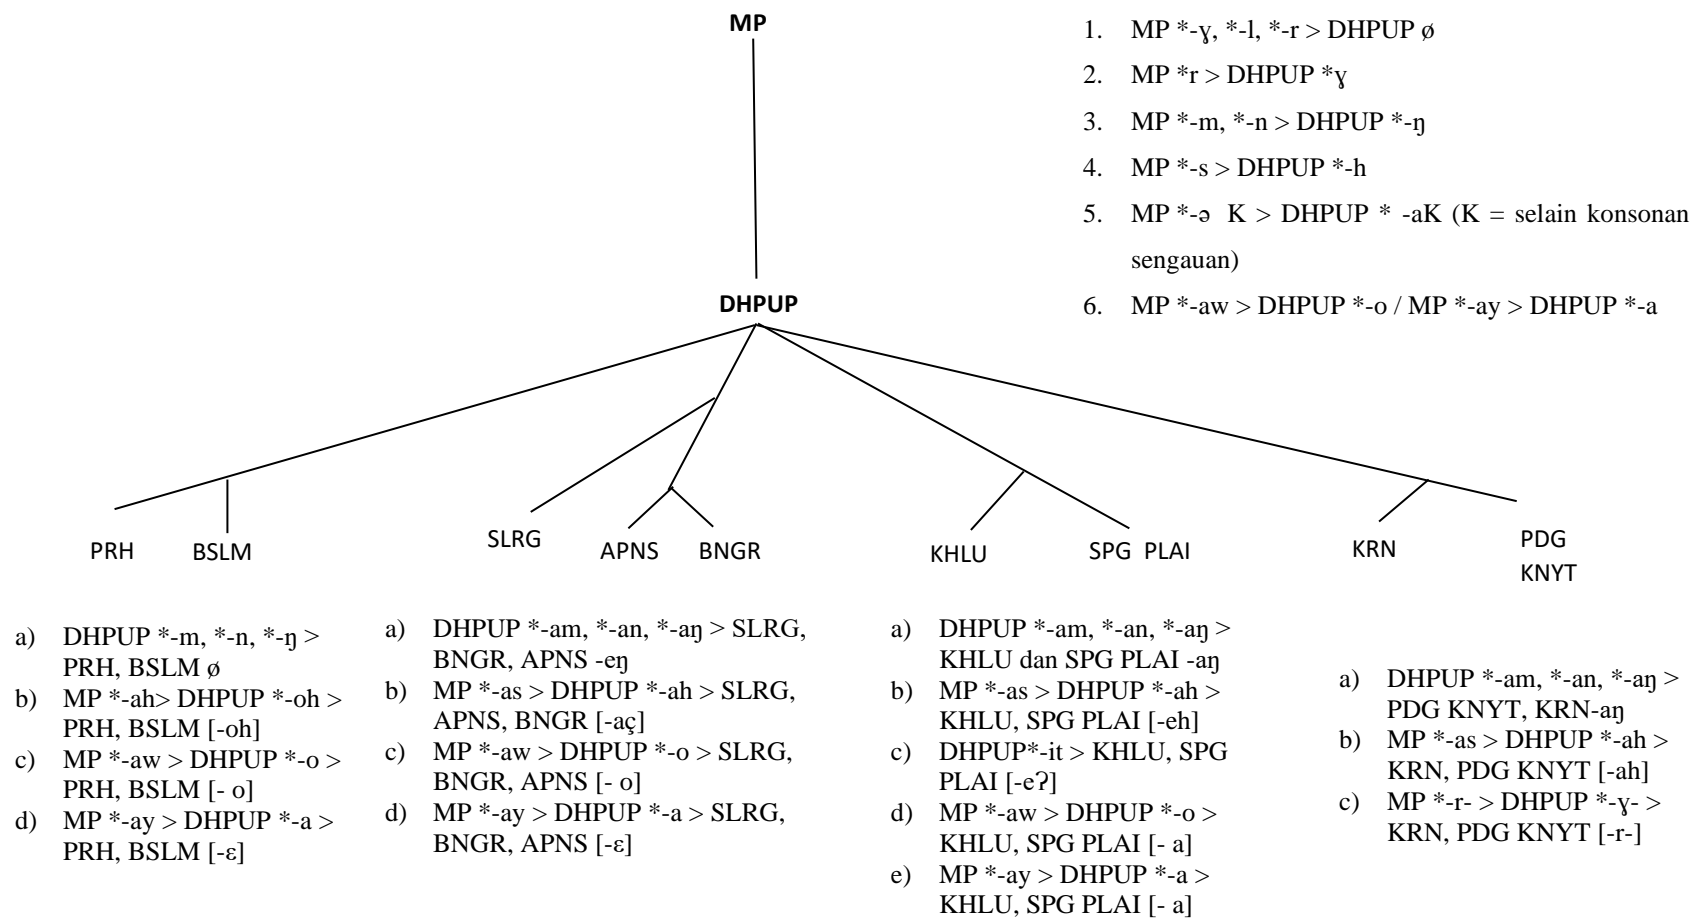 MP
1. MP *-ɣ, *-l, *-r > DHPUP ø
2. MP *r > DHPUP *ɣ
3. MP *-m, *-n > DHPUP *-ŋ
4. MP *-s > DHPUP *-h
5. MP *-ə K > DHPUP * -aK (K = selain konsonan
sengauan)
6. MP *-aw > DHPUP *-o / MP *-ay > DHPUP *-a
DHPUP
PRH
BSLM
SLRG
APNS
BNGR
KHLU
SPG PLAI
KRN
PDG
KNYT
a) DHPUP *-m, *-n, *-ŋ >
PRH, BSLM ø
b) MP *-ah> DHPUP *-oh >
PRH, BSLM [-oh]
c) MP *-aw > DHPUP *-o >
PRH, BSLM [- o]
d) MP *-ay > DHPUP *-a >
PRH, BSLM [-ɛ]
a) DHPUP *-am, *-an, *-aŋ > SLRG,
BNGR, APNS -eŋ
b) MP *-as > DHPUP *-ah > SLRG,
APNS, BNGR [-aç]
c) MP *-aw > DHPUP *-o > SLRG,
BNGR, APNS [- o]
d) MP *-ay > DHPUP *-a > SLRG,
BNGR, APNS [-ɛ]
a) DHPUP *-am, *-an, *-aŋ >
KHLU dan SPG PLAI -aŋ
b) MP *-as > DHPUP *-ah >
KHLU, SPG PLAI [-eh]
c) DHPUP*-it > KHLU, SPG
PLAI [-eʔ]
d) MP *-aw > DHPUP *-o >
KHLU, SPG PLAI [- a]
e) MP *-ay > DHPUP *-a >
KHLU, SPG PLAI [- a]
a) DHPUP *-am, *-an, *-aŋ >
PDG KNYT, KRN-aŋ
b) MP *-as > DHPUP *-ah >
KRN, PDG KNYT [-ah]
c) MP *-r- > DHPUP *-ɣ- >
KRN, PDG KNYT [-r-]